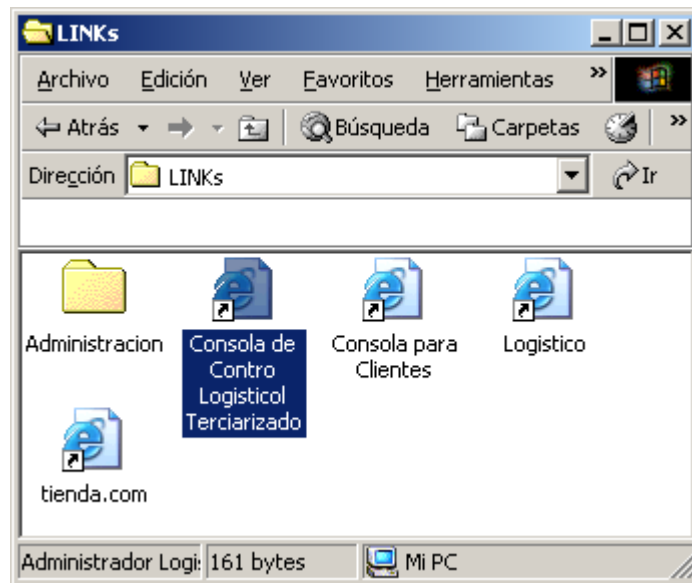 LINKs
Archivo Edición Ver Favoritos Herramientas »
Atrás Búsqueda Carpetas »
Dirección LINKs Ir
Administracion
Consola de
Contro
Logisticol
Terciarizado
Consola para
Clientes
Logistico
tienda.com
Administrador Logi: 161 bytes Mi PC